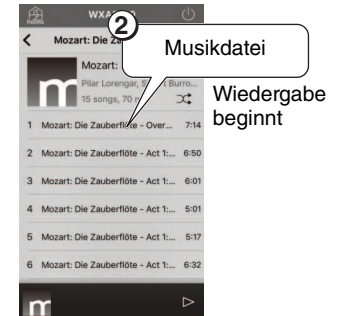 WXA
2
Mozart: Die Za
Musikdatei
Mozart:
Pilar Lorengar, S
Burro...
15 songs, 70 m
Wiedergabe
beginnt
1 Mozart: Die Zauberflöte - Over... 7:14
2 Mozart: Die Zauberflöte - Act 1:... 6:50
3 Mozart: Die Zauberflöte - Act 1:... 6:01
4 Mozart: Die Zauberflöte - Act 1:... 5:01
5 Mozart: Die Zauberflöte - Act 1:... 5:17
6 Mozart: Die Zauberflöte - Act 1:... 6:32
m